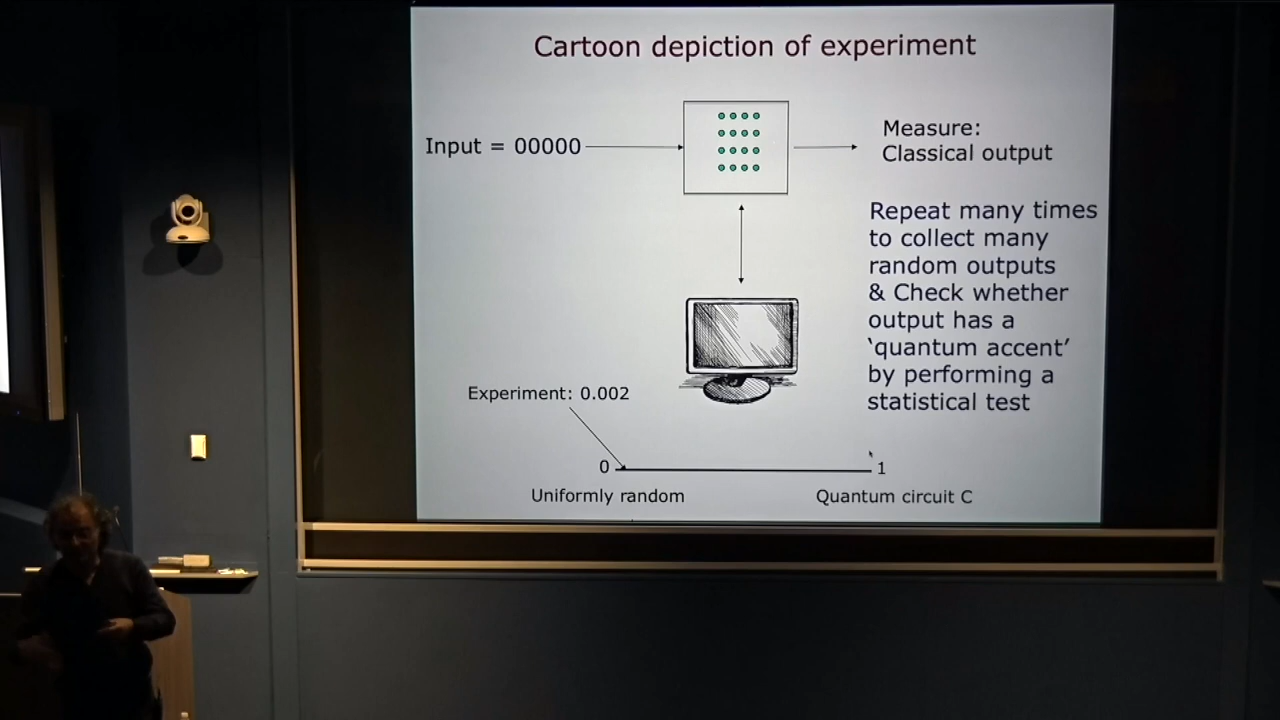 Cartoon depiction of experiment
Input = 00000
Measure:
Classical output
Repeat many times
to collect many
random outputs
& Check whether
output has a
‘quantum accent’
by performing a
statistical test
Experiment: 0.002
0
1
Uniformly random
Quantum circuit C